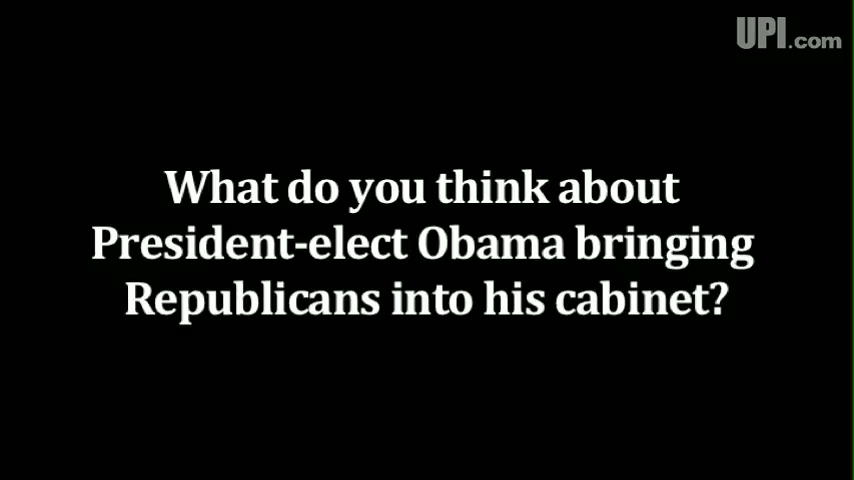 UPI.com
What do you think about
President-elect Obama bringing
Republicans into his cabinet?